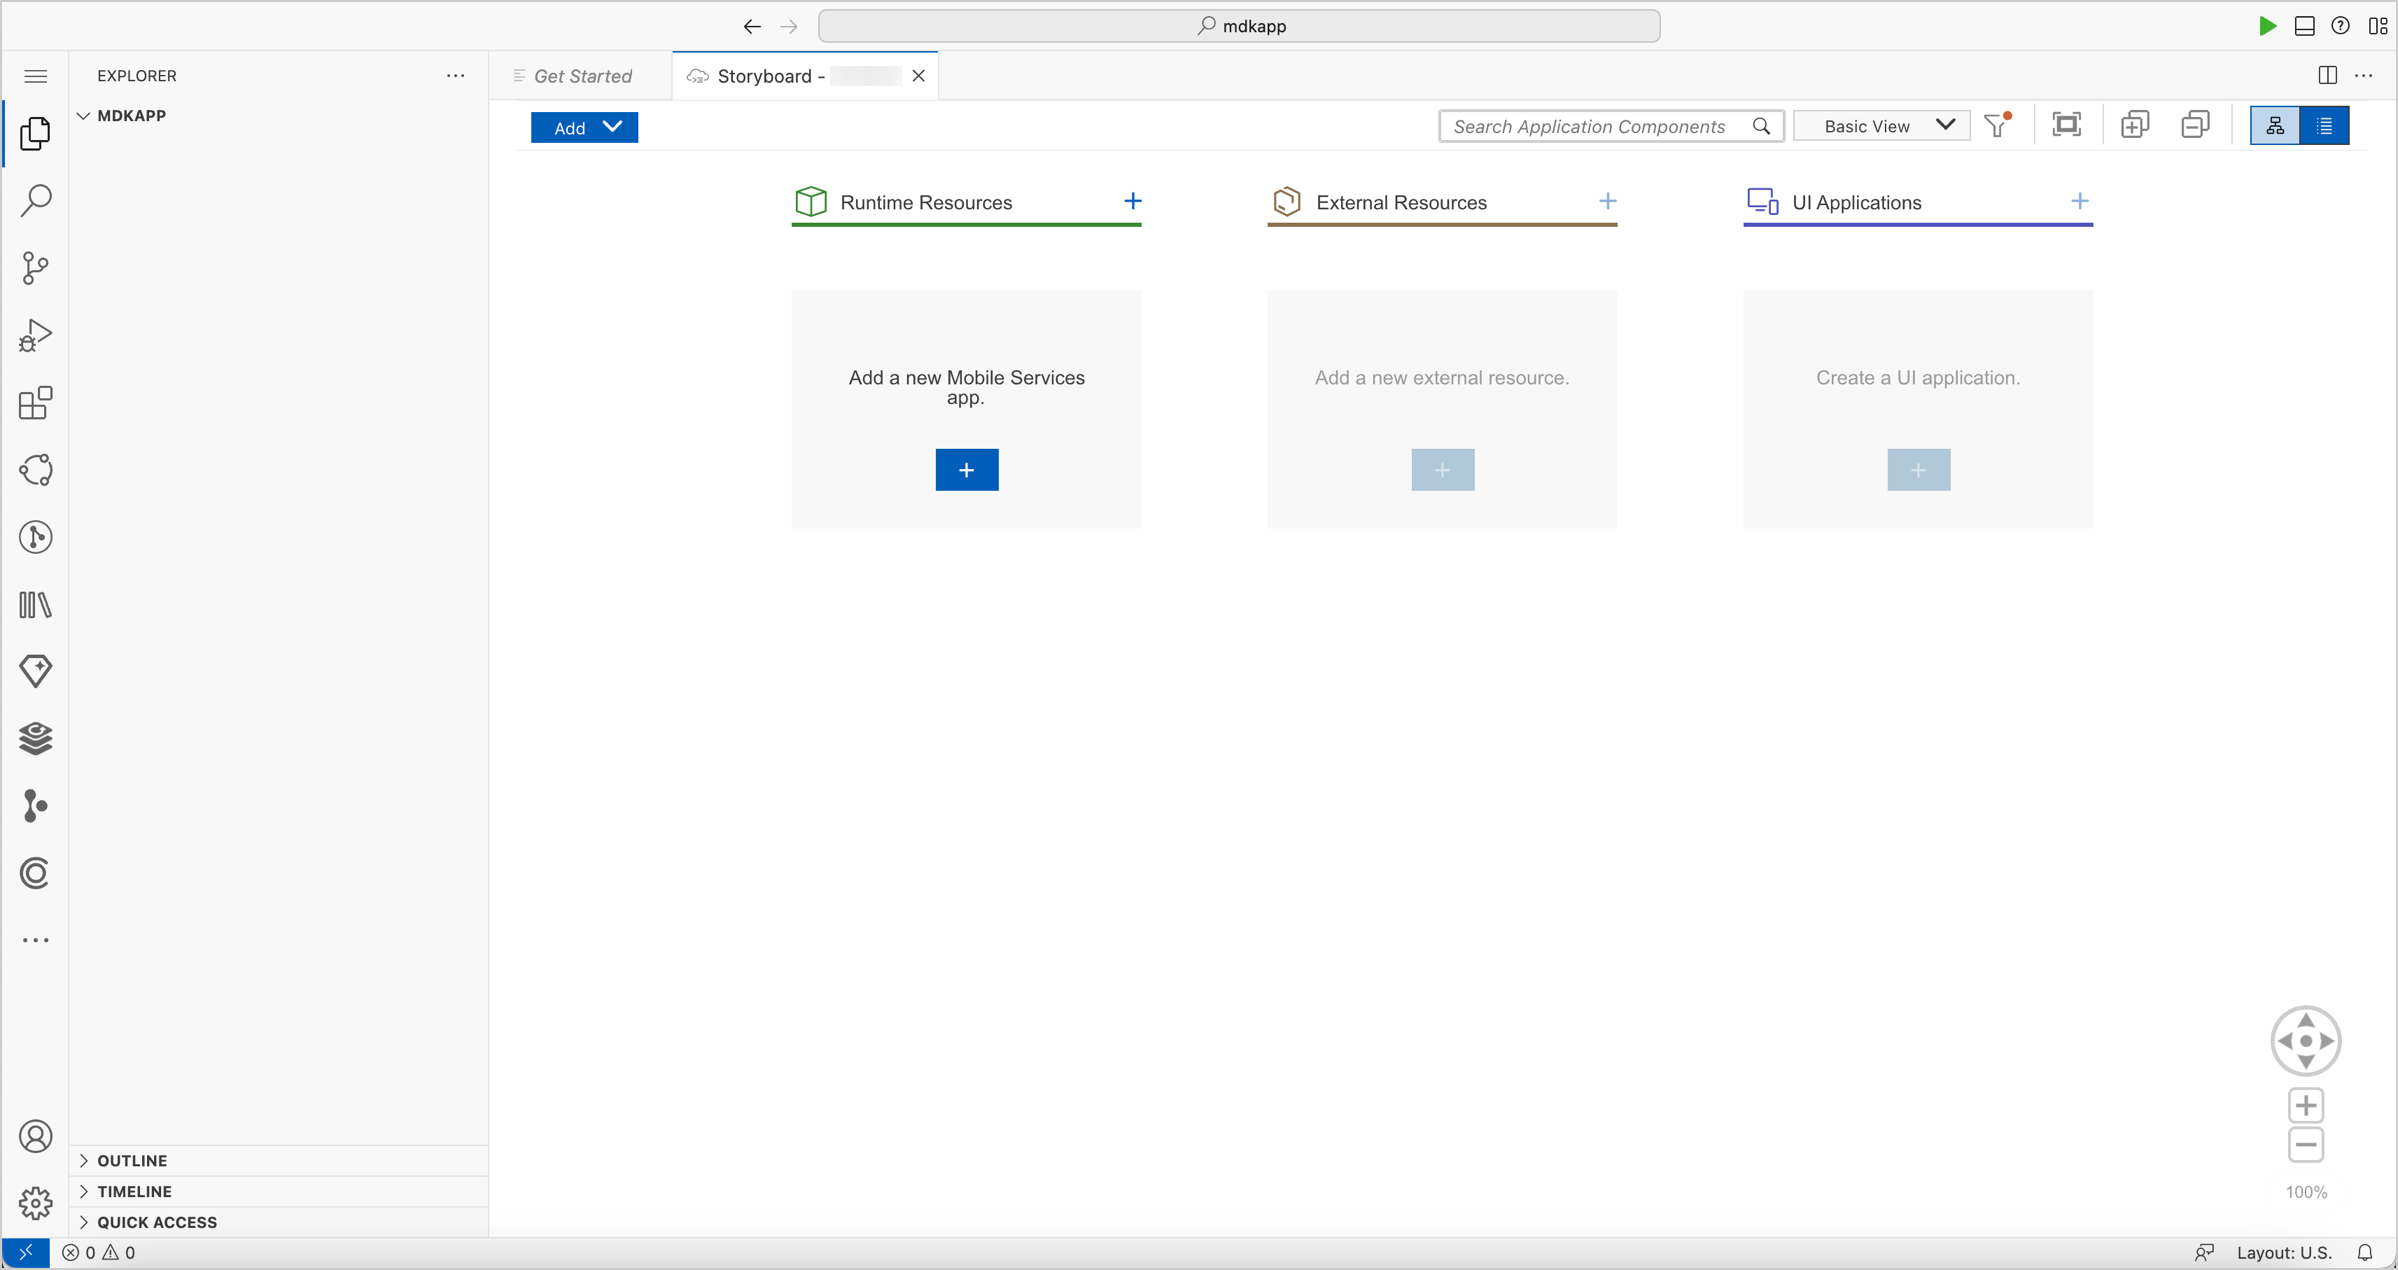 mdkapp
EXPLORER
Get Started
Storyboard -
MDKAPP
Add
Search Application Components
Basic View
Runtime Resources
External Resources
UI Applications
Add a new Mobile Services
app.
Add a new external resource.
Create a UI application.
100%
OUTLINE
TIMELINE
QUICK ACCESS
0
0
Layout: U.S.